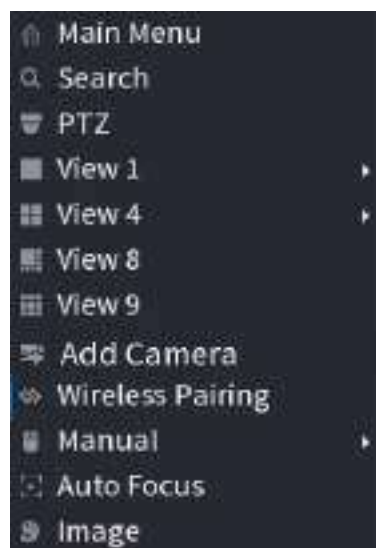 Main Menu
Search
PTZ
View 1
View 4
View 8
View 9
Add Camera
Wireless Pairing
Manual
Auto Focus
Image